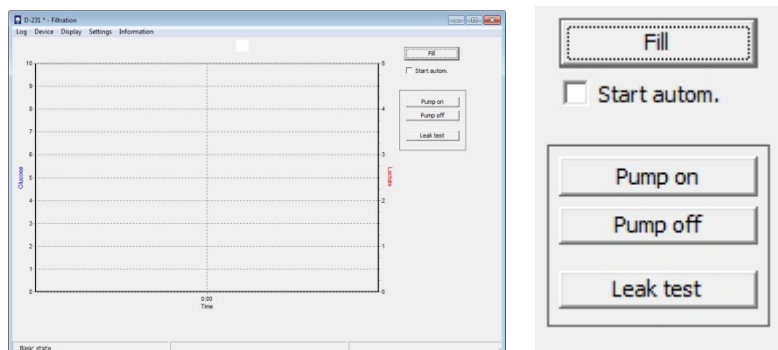 D-231 * - Filtration
Log Device Display Settings Information
Fill
Start autom.
Pump on
Pump off
Leak test
10
9
8
7
6
5
4
3
2
1
0
Glucose
5
4
3
2
1
0
Lactate
0:00
Time
Basic state
Fill
Start autom.
Pump on
Pump off
Leak test